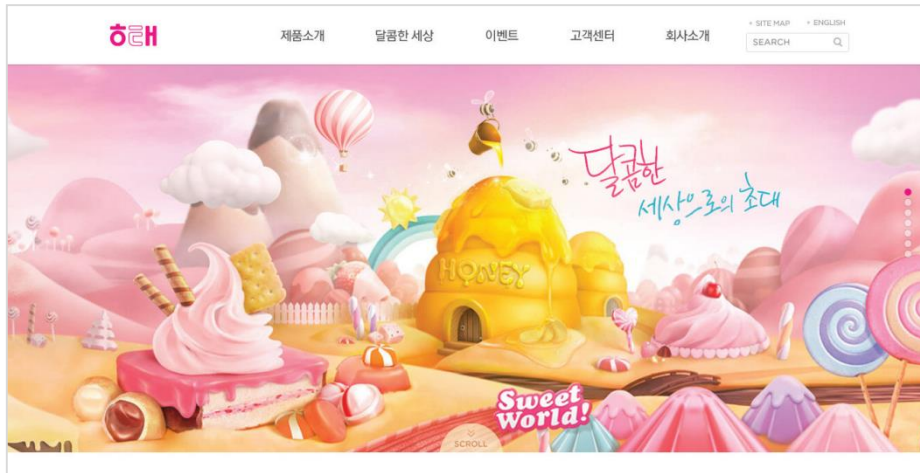 해태
SITE MAP ENGLISH
제품소개 달콤한 세상 이벤트 고객센터 회사소개
SEARCH
달콤한
세상으로의 초대
HONEY
Sweet
World!
SCROLL